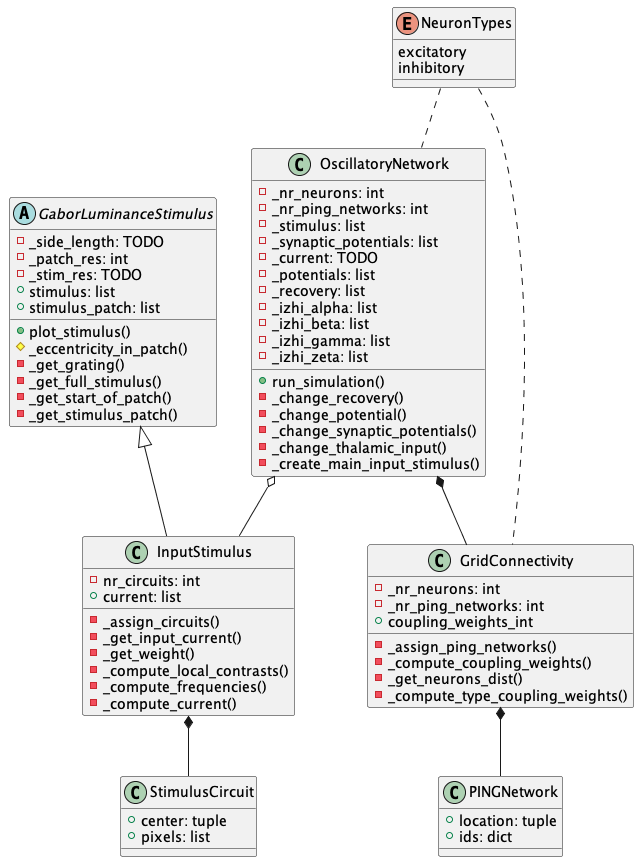 E NeuronTypes
excitatory
inhibitory
C OscillatoryNetwork
_nr_neurons: int
_nr_ping_networks: int
_stimulus: list
_synaptic_potentials: list
_current: TODO
_potentials: list
_recovery: list
_izhi_alpha: list
_izhi_beta: list
_izhi_gamma: list
_izhi_zeta: list
run_simulation()
_change_recovery()
_change_potential()
_change_synaptic_potentials()
_change_thalamic_input()
_create_main_input_stimulus()
A GaborLuminanceStimulus
_side_length: TODO
_patch_res: int
_stim_res: TODO
stimulus: list
stimulus_patch: list
plot_stimulus()
_eccentricity_in_patch()
_get_grating()
_get_full_stimulus()
_get_start_of_patch()
_get_stimulus_patch()
C InputStimulus
nr_circuits: int
current: list
_assign_circuits()
_get_input_current()
_get_weight()
_compute_local_contrasts()
_compute_frequencies()
_compute_current()
C GridConnectivity
_nr_neurons: int
_nr_ping_networks: int
coupling_weights_int
_assign_ping_networks()
_compute_coupling_weights()
_get_neurons_dist()
_compute_type_coupling_weights()
C StimulusCircuit
center: tuple
pixels: list
C PINGNetwork
location: tuple
ids: dict